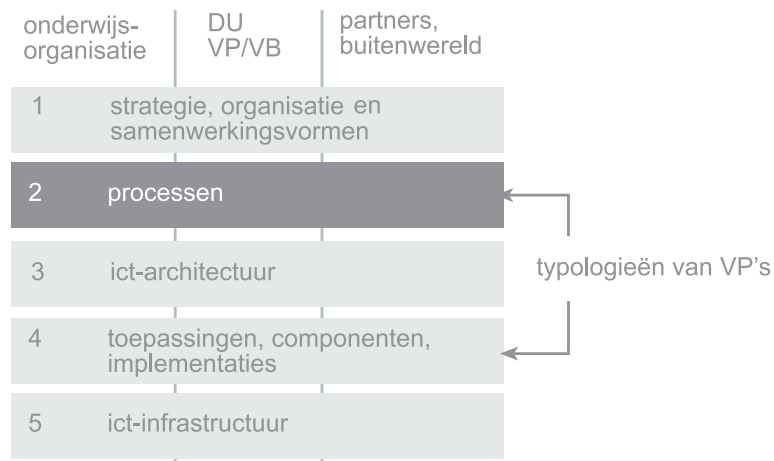 onderwijs-
organisatie
DU
VP/VB
partners,
buitenwereld
1 strategie, organisatie en
samenwerkingsvormen
2 processen
3 ict-architectuur
typologieën van VP's
4 toepassingen, componenten,
implementaties
5 ict-infrastructuur